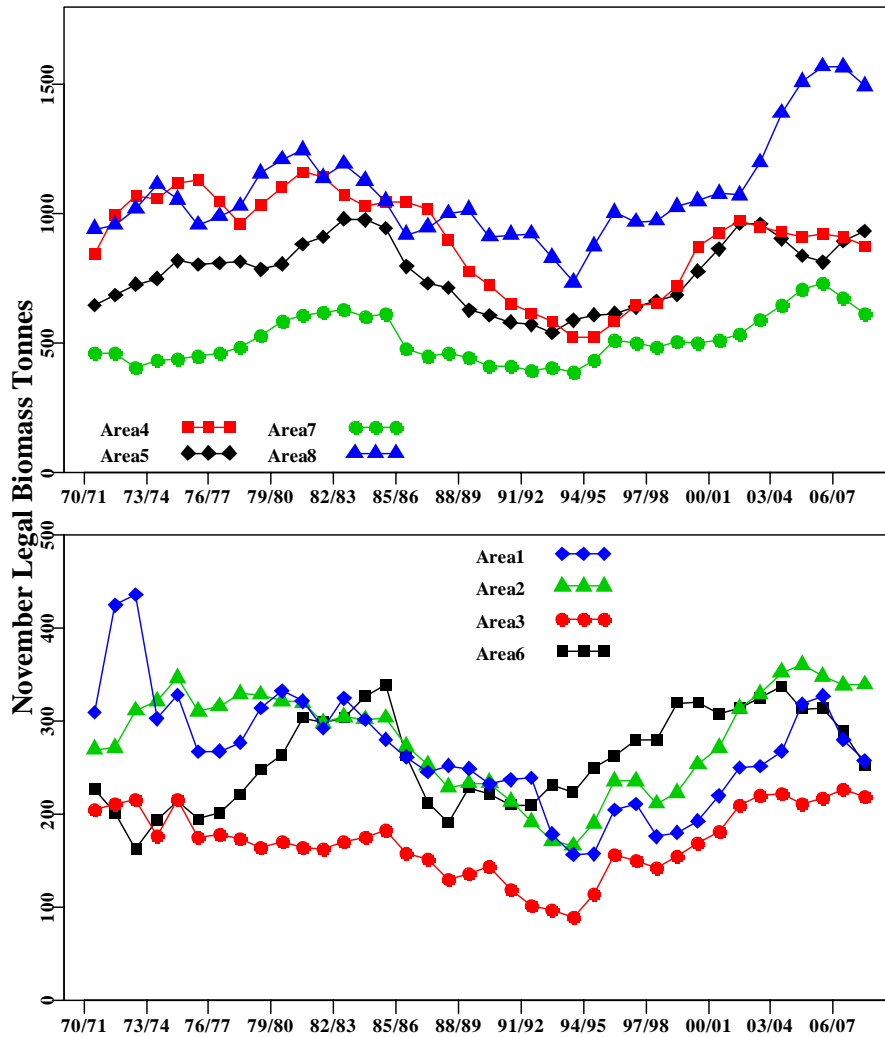 November Legal Biomass Tonnes
1500
1000
500
0
Area4 Area7
Area5 Area8
70/71 73/74 76/77 79/80 82/83 85/86 88/89 91/92 94/95 97/98 00/01 03/04 06/07
500
400
300
200
100
0
Area1
Area2
Area3
Area6
70/71 73/74 76/77 79/80 82/83 85/86 88/89 91/92 94/95 97/98 00/01 03/04 06/07